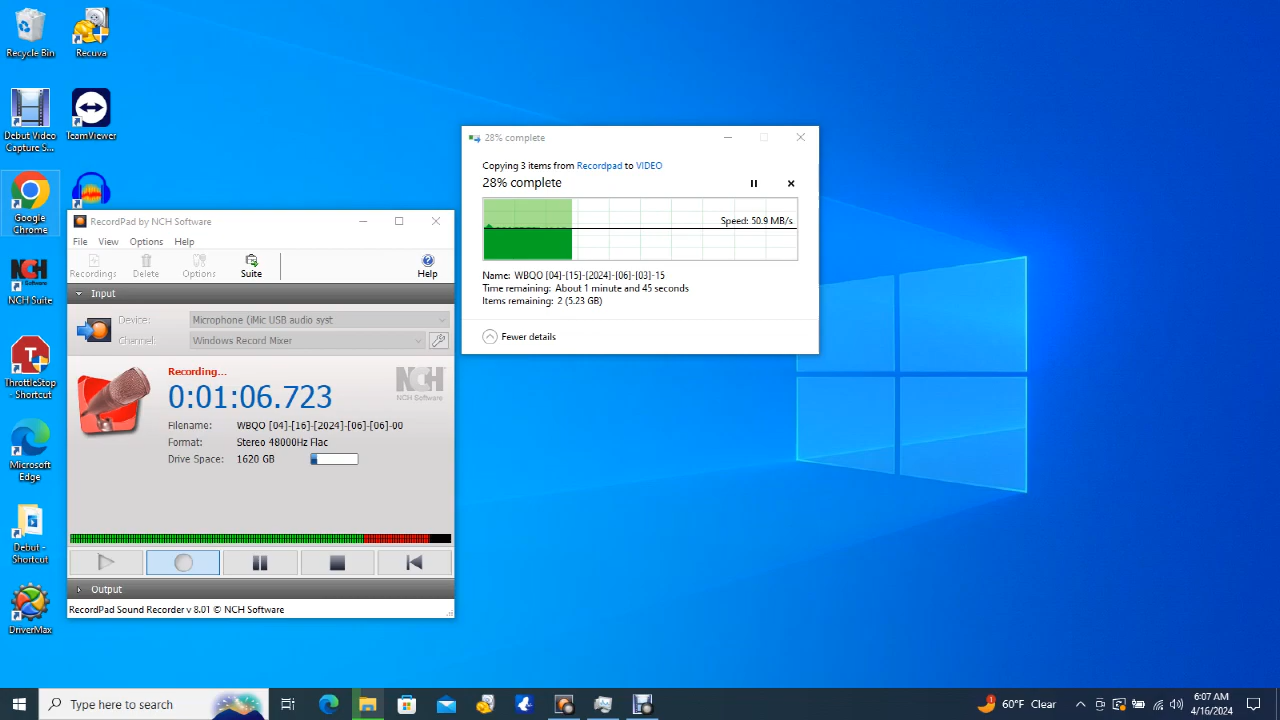 Recycle Bin
Recuva
Debut Video
Capture S...
TeamViewer
Google
Chrome
NCH
Software
NCH Suite
ThrottleStop
- Shortcut
Microsoft
Edge
Debut -
Shortcut
DriverMax
RecordPad by NCH Software
File View Options Help
Recordings Delete Options Suite Help
Input
Device: Microphone (iMic USB audio syst
Channel: Windows Record Mixer
Recording...
0:01:06.723
NCH
NCH Software
Filename: WBQO [04]-[16]-[2024]-[06]-[06]-00
Format: Stereo 48000Hz Flac
Drive Space: 1620 GB
Output
RecordPad Sound Recorder v 8.01 © NCH Software
28% complete
Copying 3 items from Recordpad to VIDEO
28% complete
Speed: 50.9 MB/s
Name: WBQO [04]-[15]-[2024]-[06]-[03]-15
Time remaining: About 1 minute and 45 seconds
Items remaining: 2 (5.23 GB)
Fewer details
Type here to search
1
60°F Clear
6:07 AM
4/16/2024